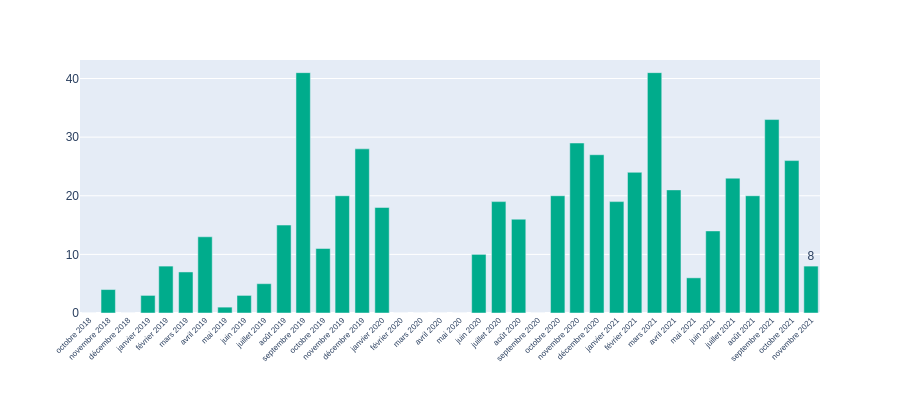 40
30
20
10
0
8
octobre 2018
novembre 2018
décembre 2018
janvier 2019
février 2019
mars 2019
avril 2019
mai 2019
juin 2019
juillet 2019
août 2019
septembre 2019
octobre 2019
novembre 2019
décembre 2019
janvier 2020
février 2020
mars 2020
avril 2020
mai 2020
juin 2020
juillet 2020
août 2020
septembre 2020
octobre 2020
novembre 2020
décembre 2020
janvier 2021
février 2021
mars 2021
avril 2021
mai 2021
juin 2021
juillet 2021
août 2021
septembre 2021
octobre 2021
novembre 2021